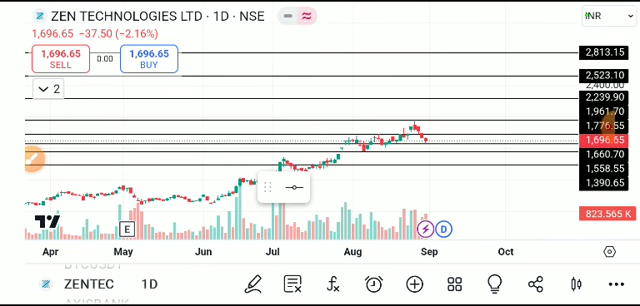 ZEN TECHNOLOGIES LTD · 1D · NSE
INR
1,696.65 −37.50 (−2.16%)
1,696.65 SELL
0.00
1,696.65 BUY
2
2,813.15
2,523.10
2,400.00
2,239.90
1,961.70
1,776.55
1,696.65
1,660.70
1,558.55
1,390.65
823.565 K
E
D
Apr May Jun Jul Aug Sep Oct
BTCUSDT
ZENTEC 1D
AXISBANK